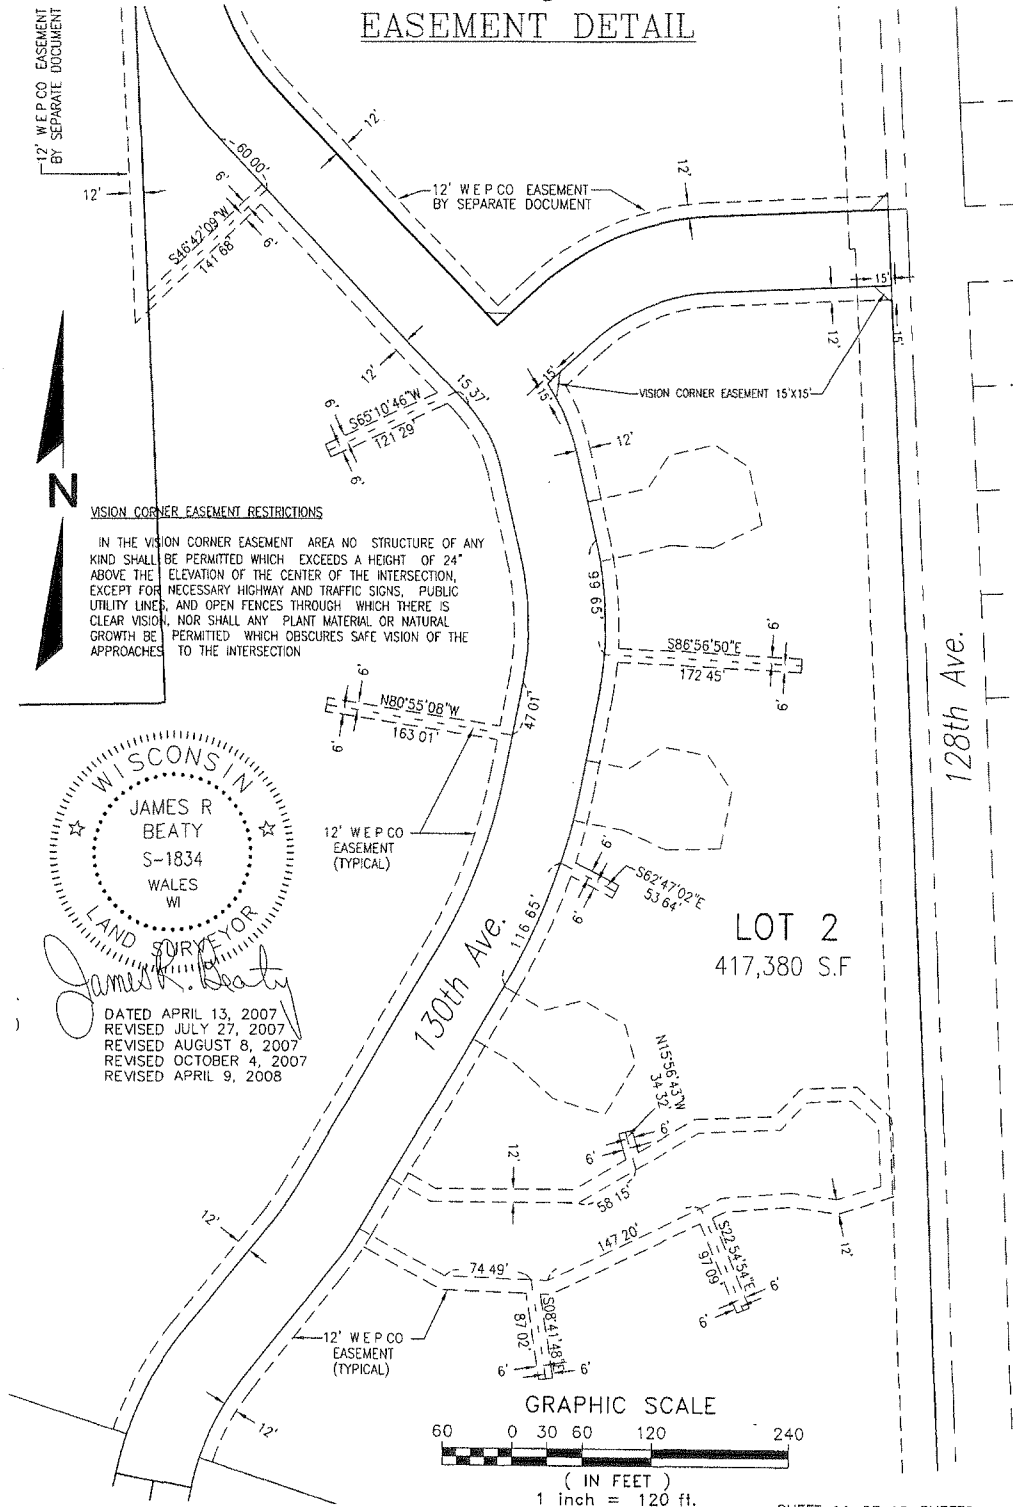 EASEMENT DETAIL
12' W E P CO EASEMENT
BY SEPARATE DOCUMENT
12'
60 00'
12'
6'
S46°42'09"W
141 68'
6'
12' W E P CO EASEMENT
BY SEPARATE DOCUMENT
12'
15'
15'
12'
VISION CORNER EASEMENT 15'X15'
15'
15'
12'
12'
15 37'
6'
S65°10'46"W
121 29'
6'
N
VISION CORNER EASEMENT RESTRICTIONS
IN THE VISION CORNER EASEMENT AREA NO STRUCTURE OF ANY
KIND SHALL BE PERMITTED WHICH EXCEEDS A HEIGHT OF 24"
ABOVE THE ELEVATION OF THE CENTER OF THE INTERSECTION,
EXCEPT FOR NECESSARY HIGHWAY AND TRAFFIC SIGNS, PUBLIC
UTILITY LINES, AND OPEN FENCES THROUGH WHICH THERE IS
CLEAR VISION, NOR SHALL ANY PLANT MATERIAL OR NATURAL
GROWTH BE PERMITTED WHICH OBSCURES SAFE VISION OF THE
APPROACHES TO THE INTERSECTION
99 65'
S86°56'50"E
172 45'
6'
6'
128th Ave.
6'
N80°55'08"W
163 01'
6'
47 01'
12' W E P CO
EASEMENT
(TYPICAL)
WISCONSIN
JAMES R
BEATY
S-1834
WALES
WI
LAND SURVEYOR
James R. Beaty
DATED APRIL 13, 2007
REVISED JULY 27, 2007
REVISED AUGUST 8, 2007
REVISED OCTOBER 4, 2007
REVISED APRIL 9, 2008
6'
S62°47'02"E
53 64'
6'
116 65'
130th Ave.
LOT 2
417,380 S.F
N15°56'43"W
34 32'
6'
6'
12'
58 15'
12'
147 20'
12'
74 49'
S22°54'54"E
97 09'
6'
6'
S08°41'48"E
87 02'
6'
6'
12' W E P CO
EASEMENT
(TYPICAL)
12'
GRAPHIC SCALE
60 0 30 60 120 240
( IN FEET )
1 inch = 120 ft.